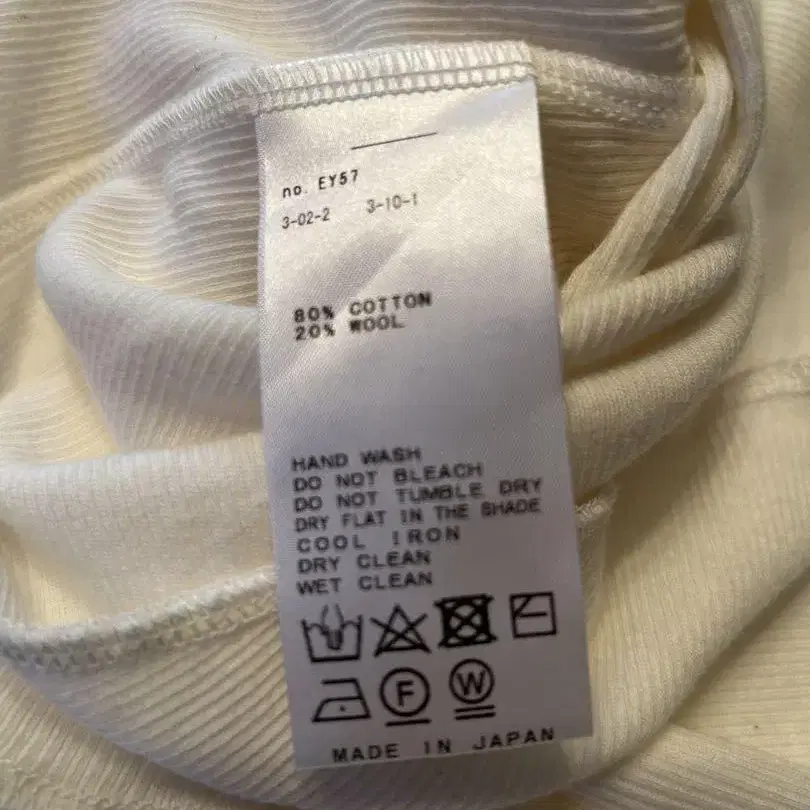 no. EY57
3-02-2 3-10-1
80% COTTON
20% WOOL
HAND WASH
DO NOT BLEACH
DO NOT TUMBLE DRY
DRY FLAT IN THE SHADE
COOL IRON
DRY CLEAN
WET CLEAN
F W
MADE IN JAPAN